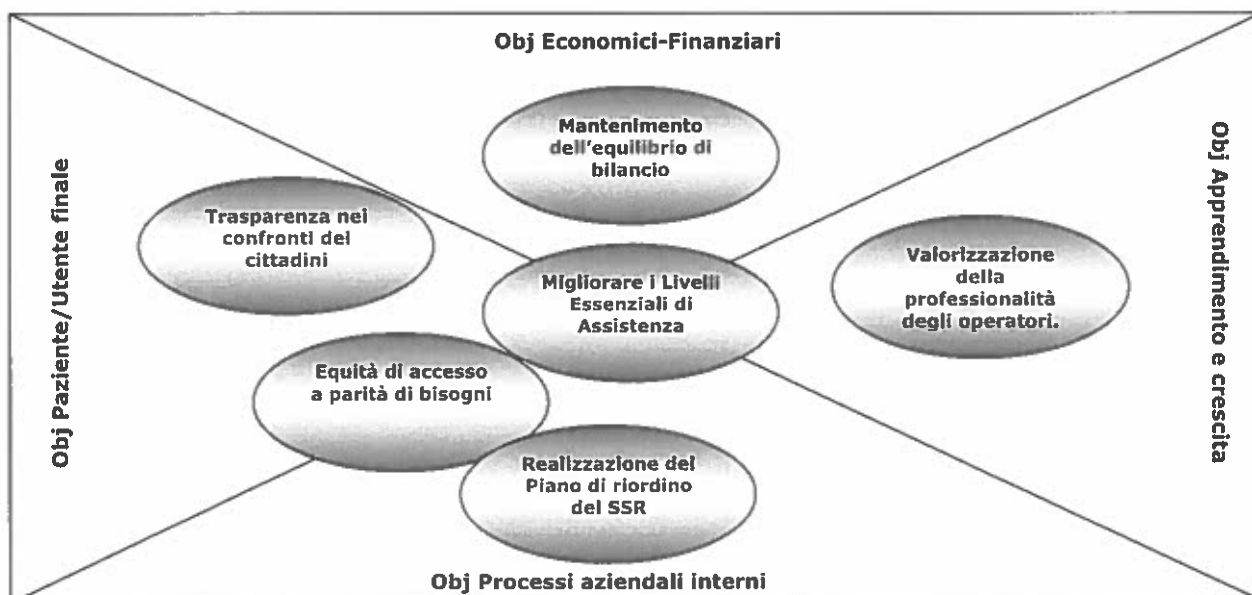 Obj Economici-Finanziari
Mantenimento
dell'equilibrio di
bilancio
Obj Paziente/Utente finale
Trasparenza nei
confronti dei
cittadini
Migliorare i Livelli
Essenziali di
Assistenza
Valorizzazione
della
professionalità
degli operatori.
Obj Apprendimento e crescita
Equità di accesso
a parità di bisogni
Realizzazione del
Piano di riordino
del SSR
Obj Processi aziendali interni